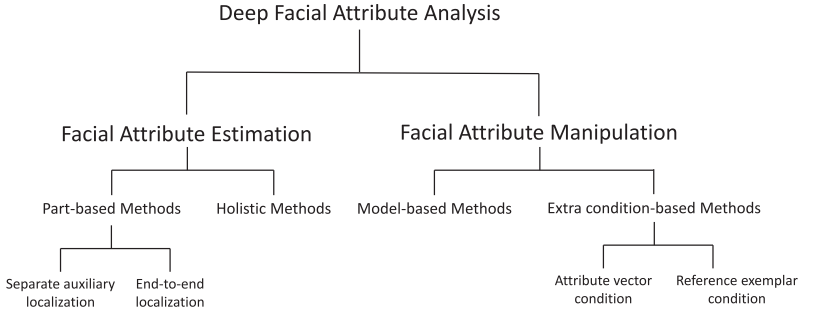 Deep Facial Attribute Analysis
Facial Attribute Estimation
Facial Attribute Manipulation
Part-based Methods
Holistic Methods
Model-based Methods
Extra condition-based Methods
Separate auxiliary
localization
End-to-end
localization
Attribute vector
condition
Reference exemplar
condition